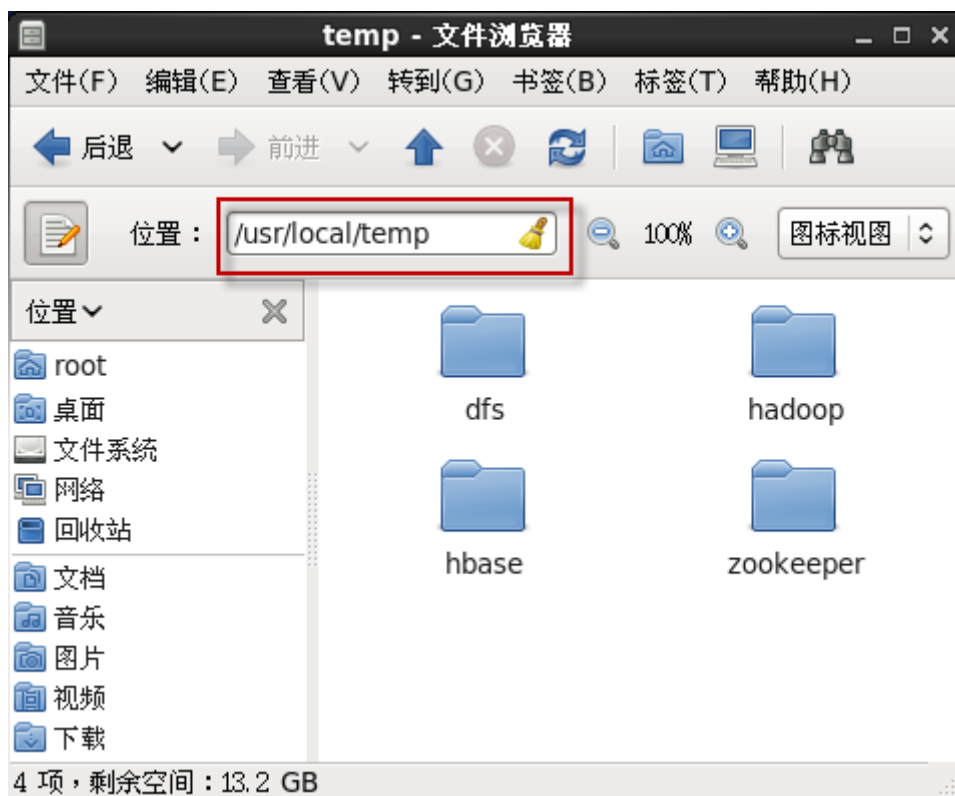 temp - 文件浏览器
文件(F) 编辑(E) 查看(V) 转到(G) 书签(B) 标签(T) 帮助(H)
后退 前进
位置： /usr/local/temp 100% 图标视图
位置
root
桌面
文件系统
网络
回收站
文档
音乐
图片
视频
下载
dfs hadoop
hbase zookeeper
4 项，剩余空间：13.2 GB